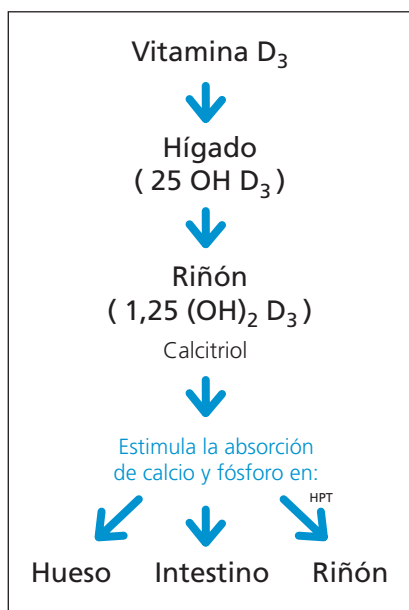 Vitamina D₃
Hígado
( 25 OH D₃ )
Riñón
( 1,25 (OH)₂ D₃ )
Calcitriol
Estimula la absorción
de calcio y fósforo en:
HPT
Hueso Intestino Riñón